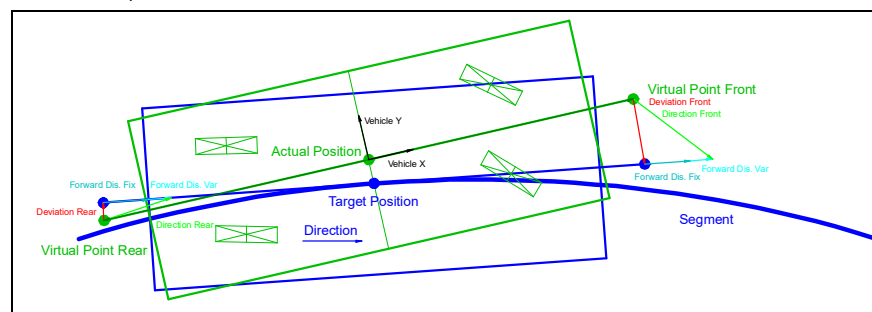 Virtual Point Front
Deviation Front
Direction Front
Vehicle Y
Actual Position
Vehicle X
Forward Dis. Var
Forward Dis. Fix
Forward Dis. Fix
Forward Dis. Var
Target Position
Deviation Rear
Direction Rear
Segment
Direction
Virtual Point Rear